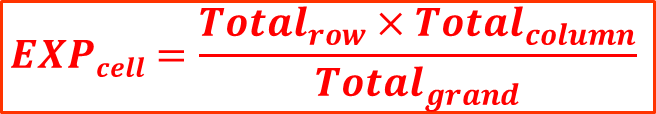 EXP_cell = (Total_row × Total_column) / Total_grand